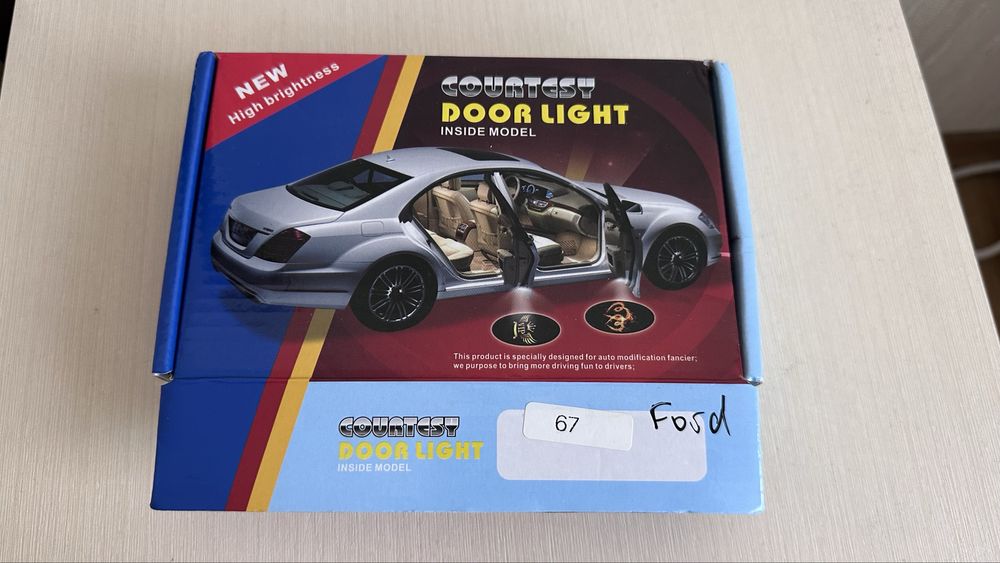 NEW
High brightness
COURTESY
DOOR LIGHT
INSIDE MODEL
VIP
This product is specially designed for auto modification fancier;
we purpose to bring more driving fun to drivers;
COURTESY
DOOR LIGHT
INSIDE MODEL
67
Ford